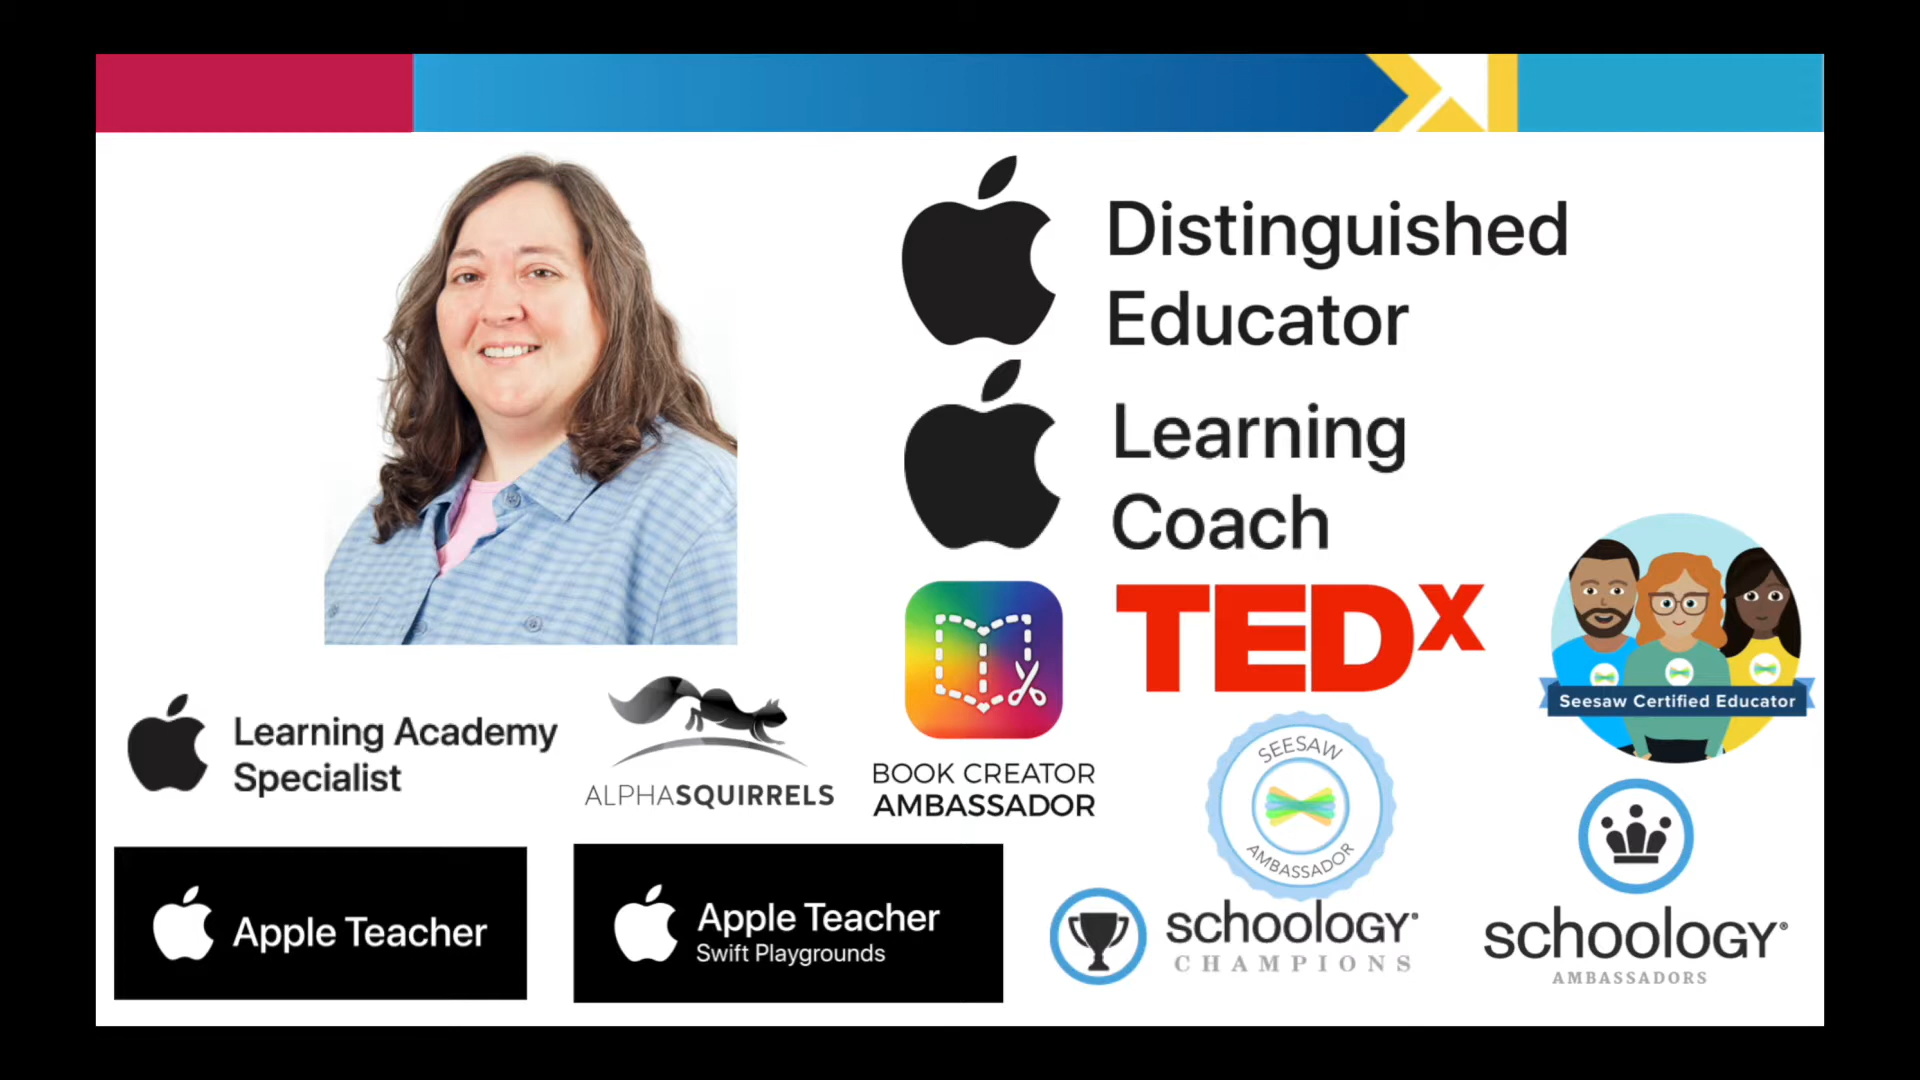 Distinguished
Educator
Learning
Coach
TEDx
Seesaw Certified Educator
Learning Academy
Specialist
ALPHASQUIRRELS
BOOK CREATOR
AMBASSADOR
SEESAW
AMBASSADOR
Apple Teacher
Apple Teacher
Swift Playgrounds
schoology®
CHAMPIONS
schoology®
AMBASSADORS